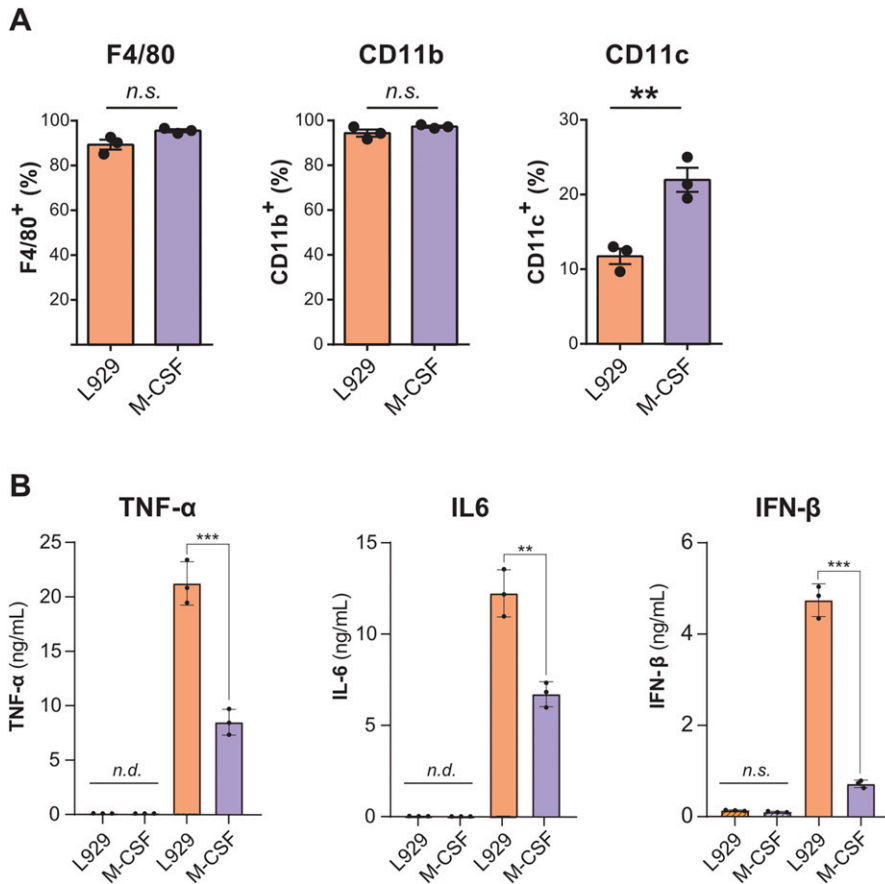 A
F4/80
CD11b
CD11c
n.s.
n.s.
**
F4/80+ (%)
100
80
60
40
20
L929
M-CSF
CD11b+ (%)
100
80
60
40
20
0
L929
M-CSF
CD11c+ (%)
30
20
10
0
L929
M-CSF
B
TNF-α
IL6
IFN-β
TNF-α (ng/mL)
25
20
15
10
5
0
n.d.
***
L929
M-CSF
L929
M-CSF
IL-6 (ng/mL)
15
10
5
0
n.d.
**
L929
M-CSF
L929
M-CSF
IFN-β (ng/mL)
6
4
2
0
n.s.
***
L929
M-CSF
L929
M-CSF